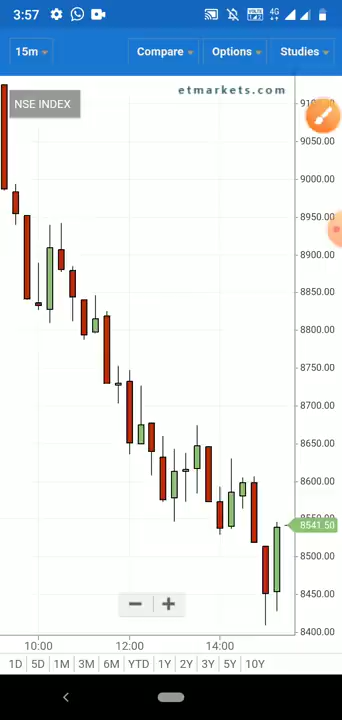 3:57
VoLTE 4G
15m Compare Options Studies
etmarkets.com
NSE INDEX
9050.00
9000.00
8950.00
8900.00
8850.00
8800.00
8750.00
8700.00
8650.00
8600.00
8541.50
8500.00
8450.00
8400.00
10:00 12:00 14:00
1D 5D 1M 3M 6M YTD 1Y 2Y 3Y 5Y 10Y